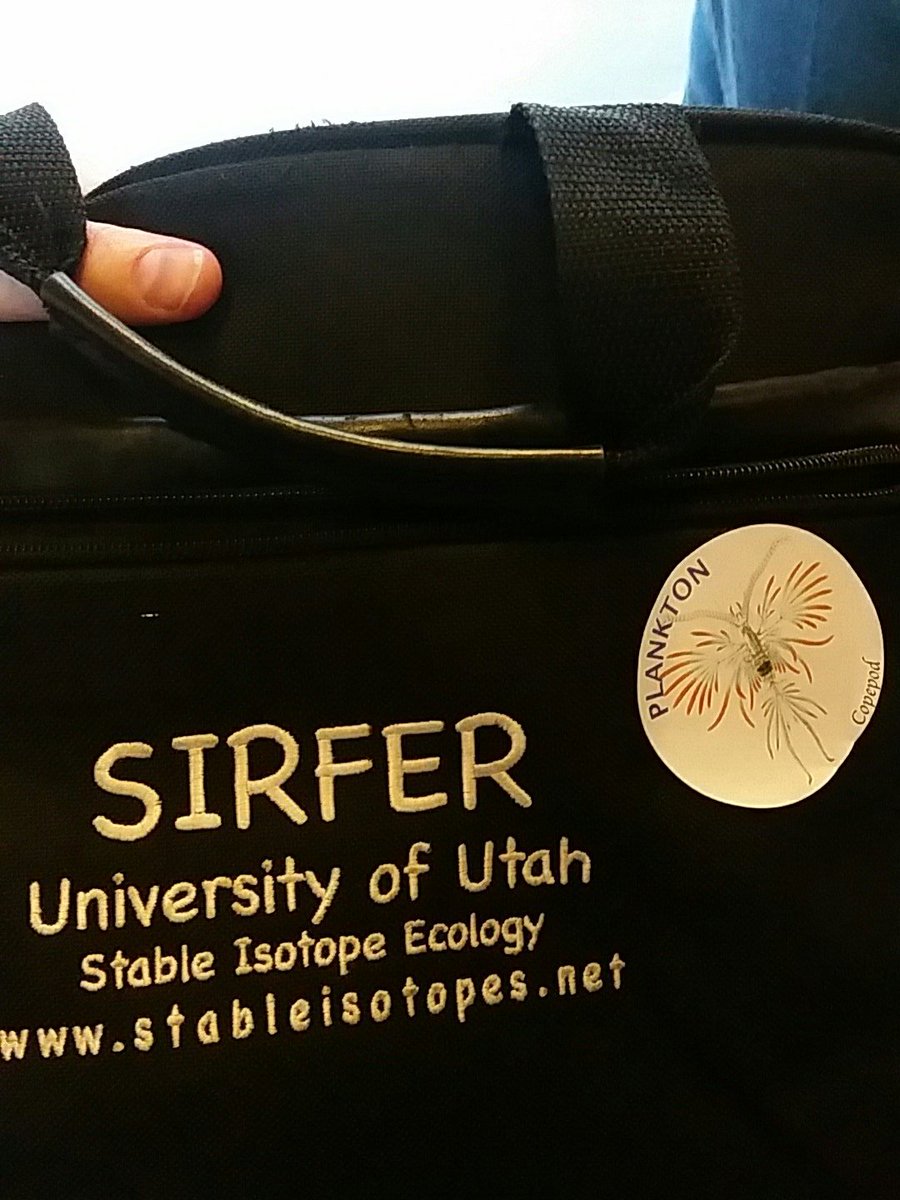 PLANKTON
Copepod
SIRFER
University of Utah
Stable Isotope Ecology
www.stableisotopes.net